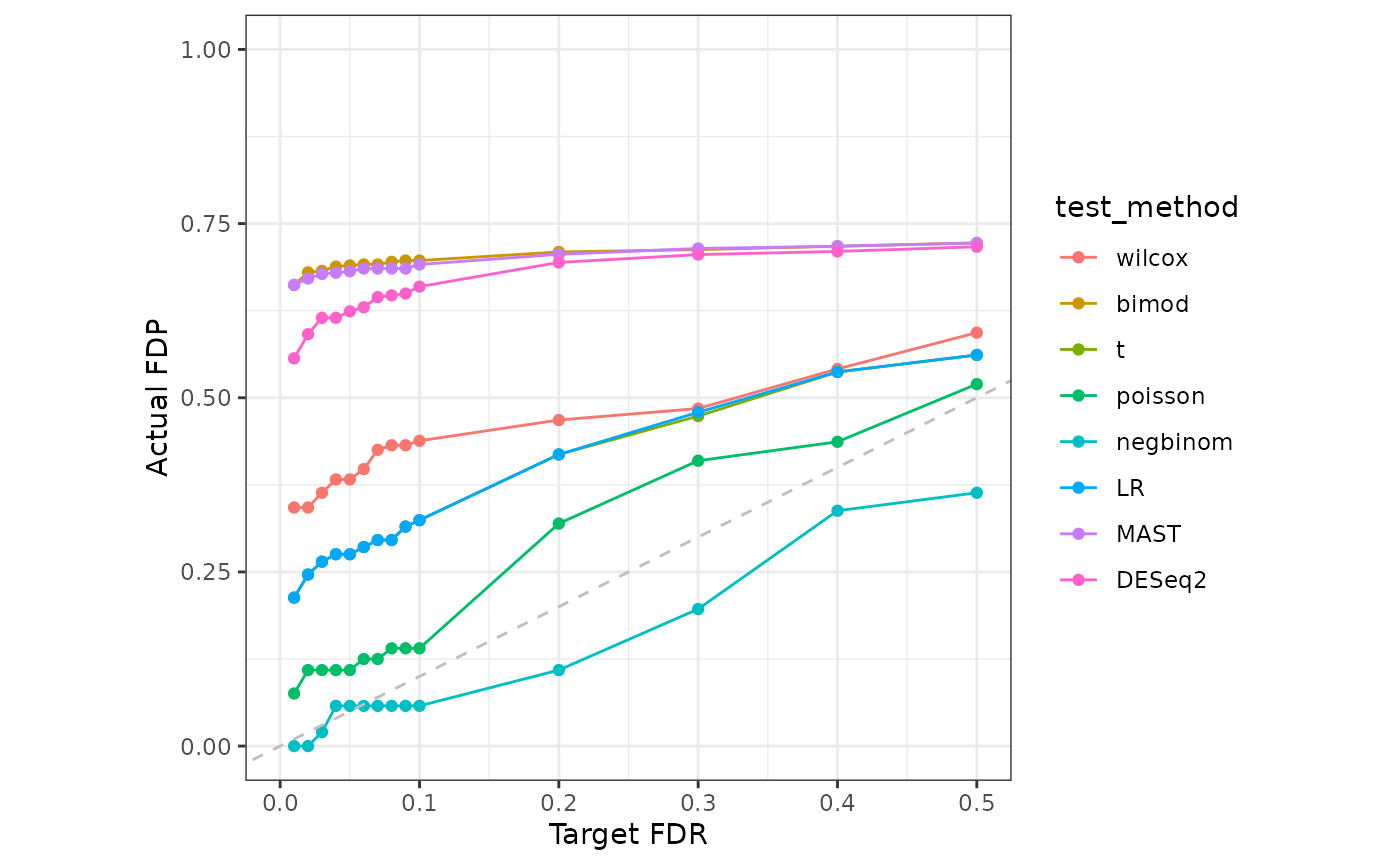 1.00
0.75
0.50
0.25
0.00
Actual FDP
0.0 0.1 0.2 0.3 0.4 0.5
Target FDR
test_method
wilcox
bimod
t
poisson
negbinom
LR
MAST
DESeq2